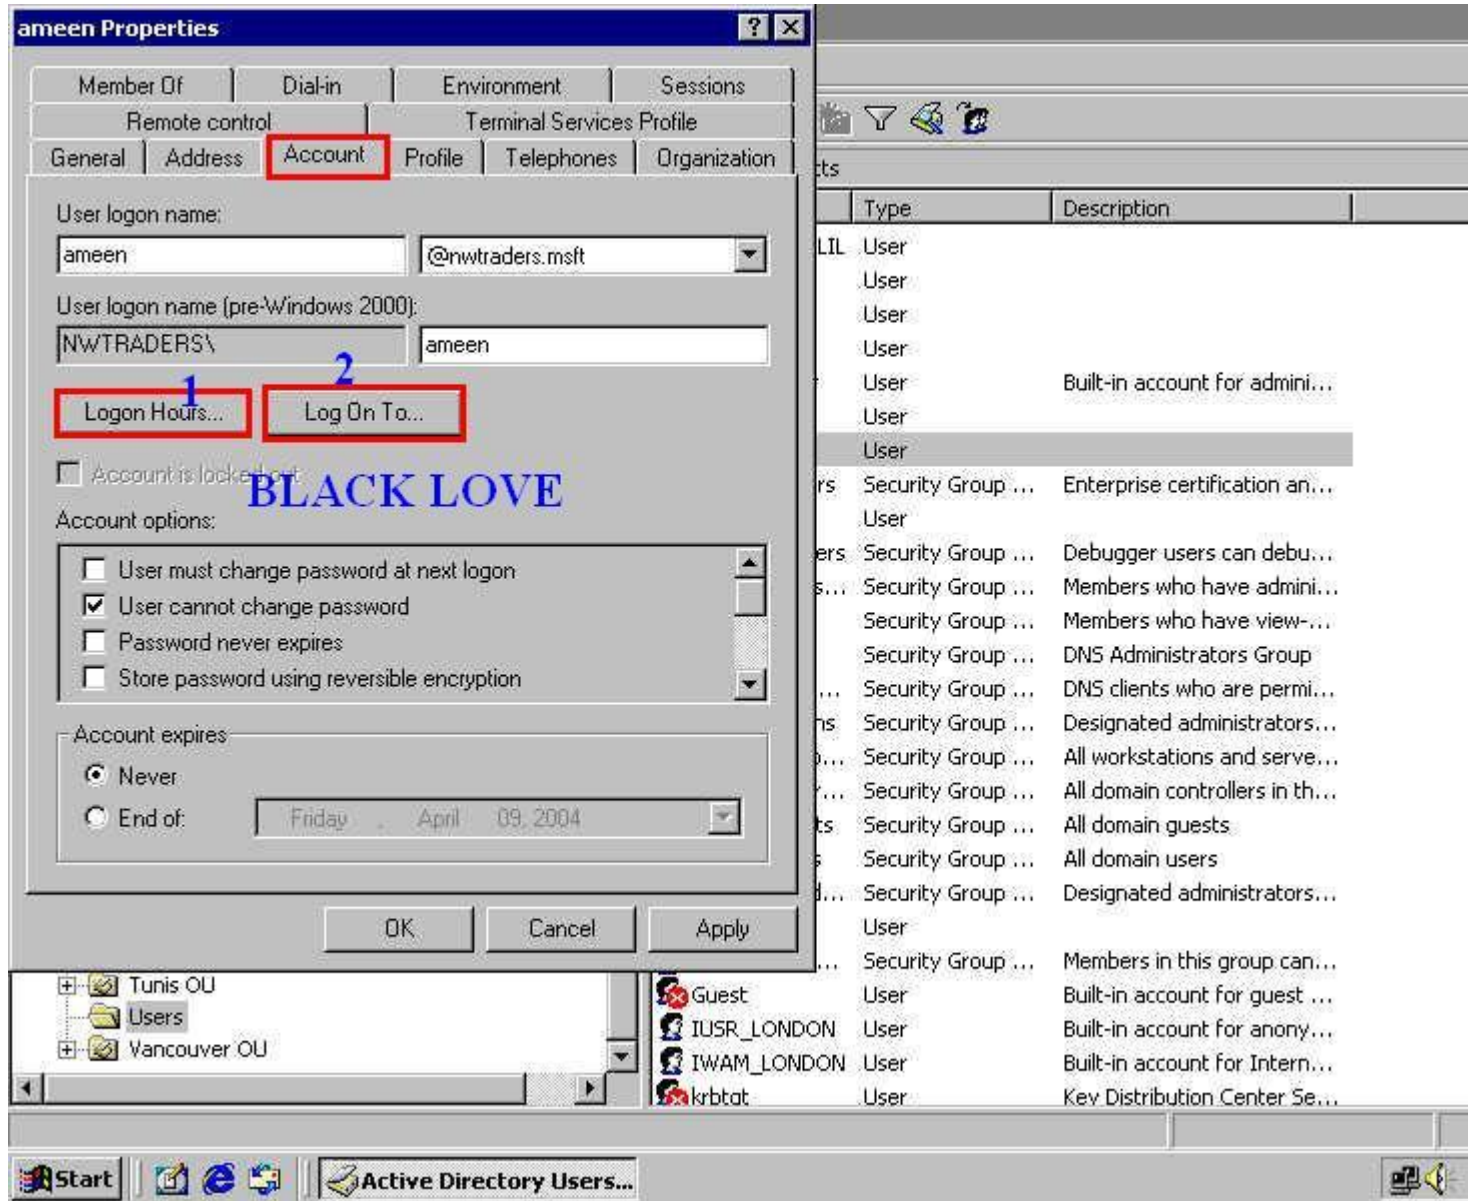 ameen Properties
Member Of Dial-in Environment Sessions
Remote control Terminal Services Profile
General Address Account Profile Telephones Organization
User logon name:
ameen @nwtraders.msft
User logon name (pre-Windows 2000):
NWTRADERS\ ameen
1 2
Logon Hours... Log On To...
Account is locked out
BLACK LOVE
Account options:
User must change password at next logon
User cannot change password
Password never expires
Store password using reversible encryption
Account expires
Never
End of: Friday , April 09, 2004
OK Cancel Apply
cts
Type Description
LIL User
User
User
User
User Built-in account for admini...
User
User
rs Security Group ... Enterprise certification an...
User
ers Security Group ... Debugger users can debu...
s... Security Group ... Members who have admini...
Security Group ... Members who have view-...
Security Group ... DNS Administrators Group
... Security Group ... DNS clients who are permi...
ns Security Group ... Designated administrators...
... Security Group ... All workstations and serve...
... Security Group ... All domain controllers in th...
ts Security Group ... All domain guests
s Security Group ... All domain users
... Security Group ... Designated administrators...
User
... Security Group ... Members in this group can...
Tunis OU
Users
Vancouver OU
Guest User Built-in account for guest ...
IUSR_LONDON User Built-in account for anony...
IWAM_LONDON User Built-in account for Intern...
krbtgt User Key Distribution Center Se...
Start Active Directory Users...